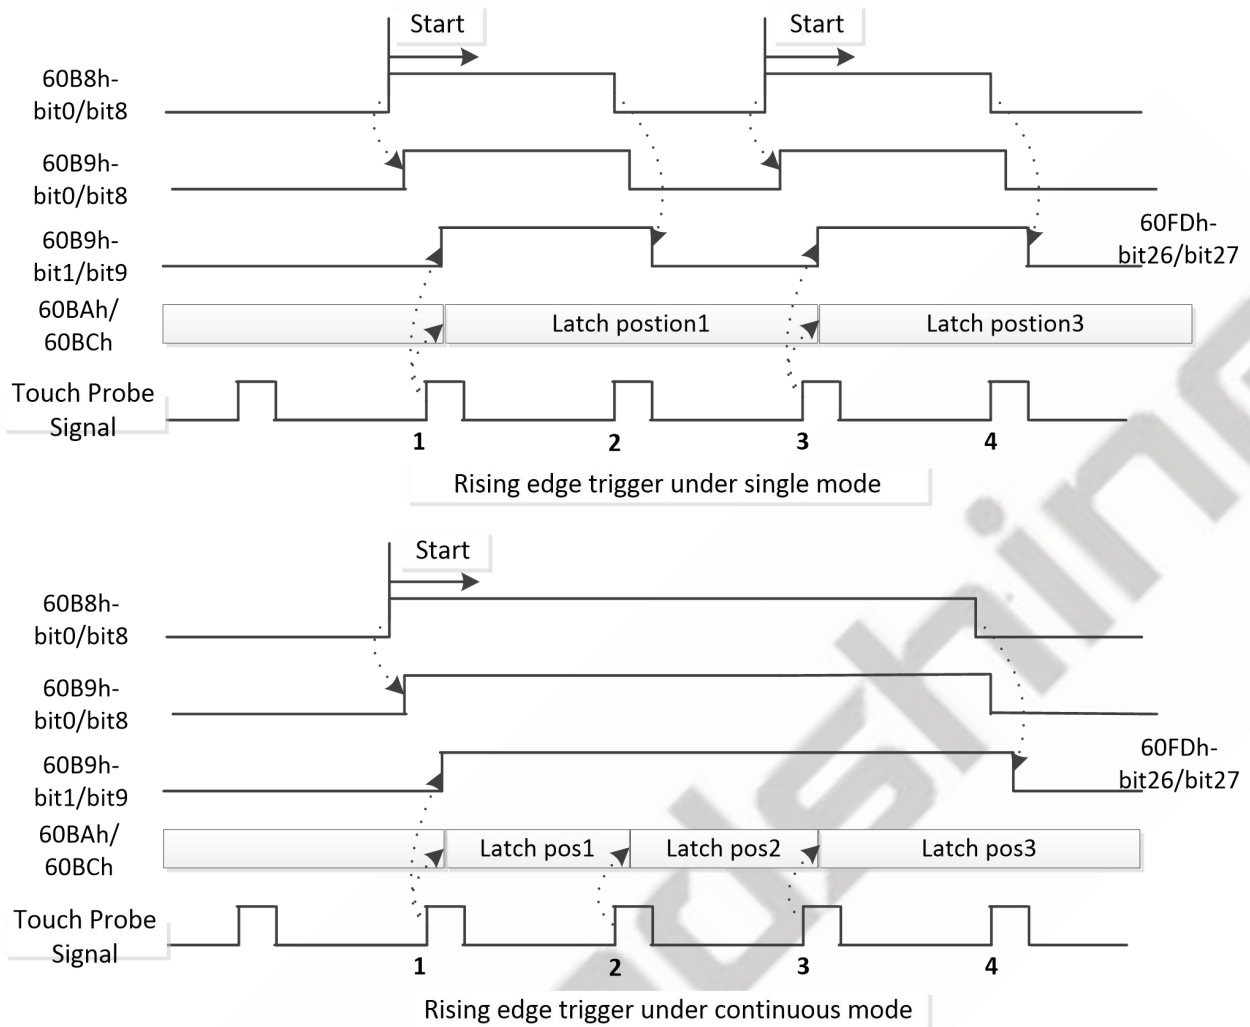 Start
Start
60B8h-
bit0/bit8
60B9h-
bit0/bit8
60B9h-
bit1/bit9
60FDh-
bit26/bit27
60BAh/
60BCh
Latch postion1
Latch postion3
Touch Probe
Signal
1
2
3
4
Rising edge trigger under single mode
Start
60B8h-
bit0/bit8
60B9h-
bit0/bit8
60B9h-
bit1/bit9
60FDh-
bit26/bit27
60BAh/
60BCh
Latch pos1
Latch pos2
Latch pos3
Touch Probe
Signal
1
2
3
4
Rising edge trigger under continuous mode